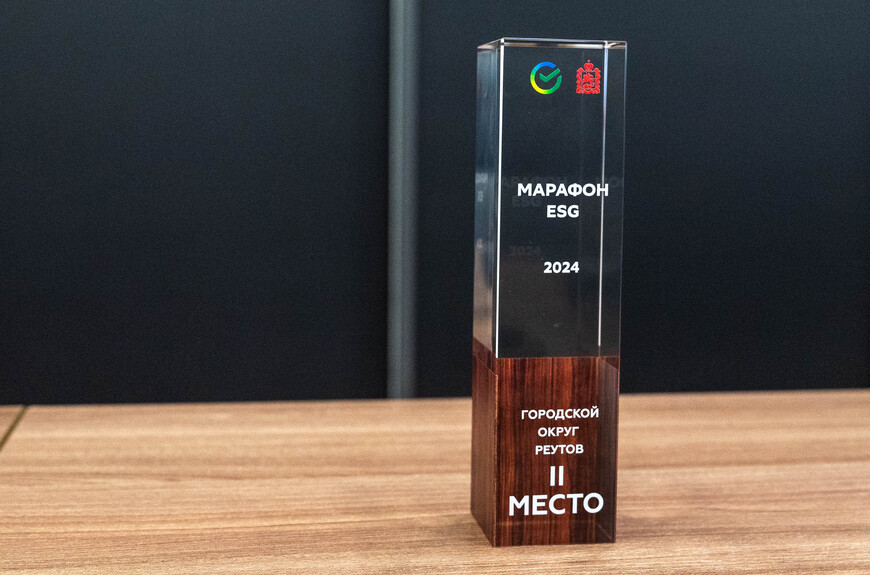 МАРАФОН
ESG
2024
ГОРОДСКОЙ
ОКРУГ
РЕУТОВ
II
МЕСТО